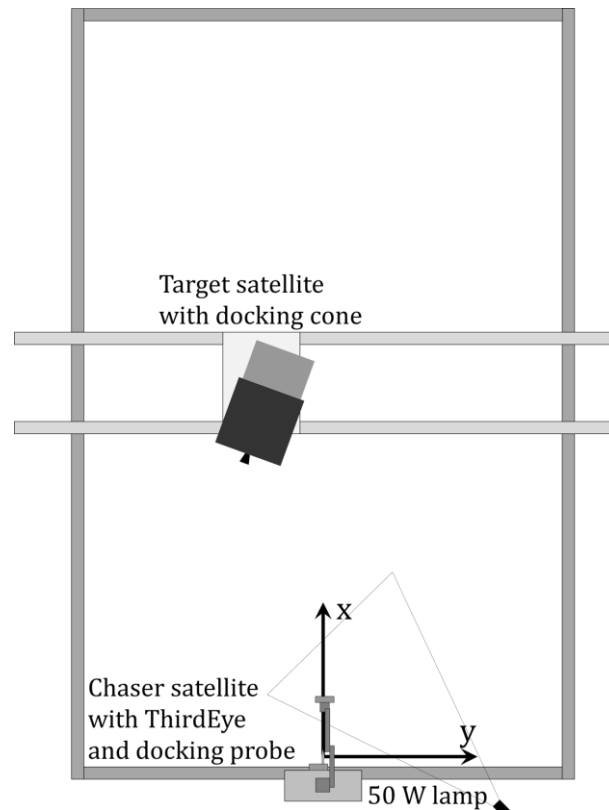 Target satellite
with docking cone
x
Chaser satellite
with ThirdEye
and docking probe
y
50 W lamp